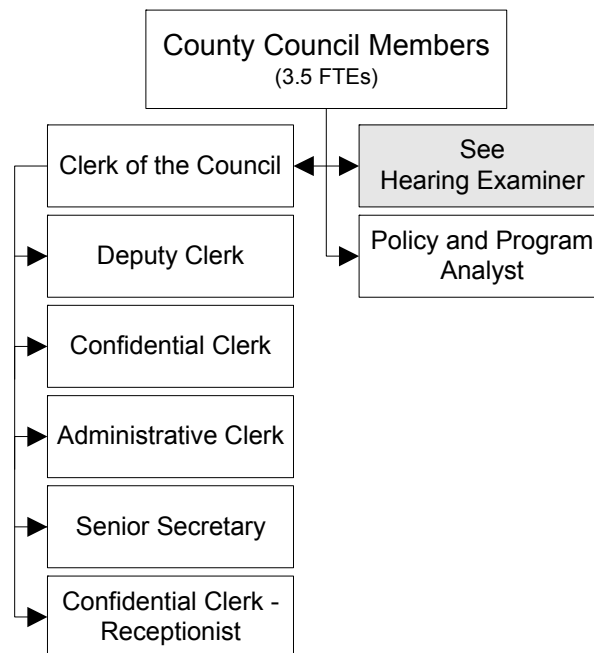 County Council Members
(3.5 FTEs)
Clerk of the Council
See
Hearing Examiner
Deputy Clerk
Policy and Program
Analyst
Confidential Clerk
Administrative Clerk
Senior Secretary
Confidential Clerk -
Receptionist